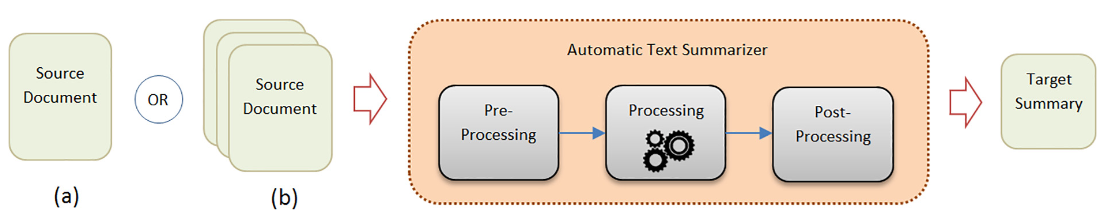 Source
Document
(a)
OR
Source
Document
(b)
Automatic Text Summarizer
Pre-
Processing
Processing
Post-
Processing
Target
Summary